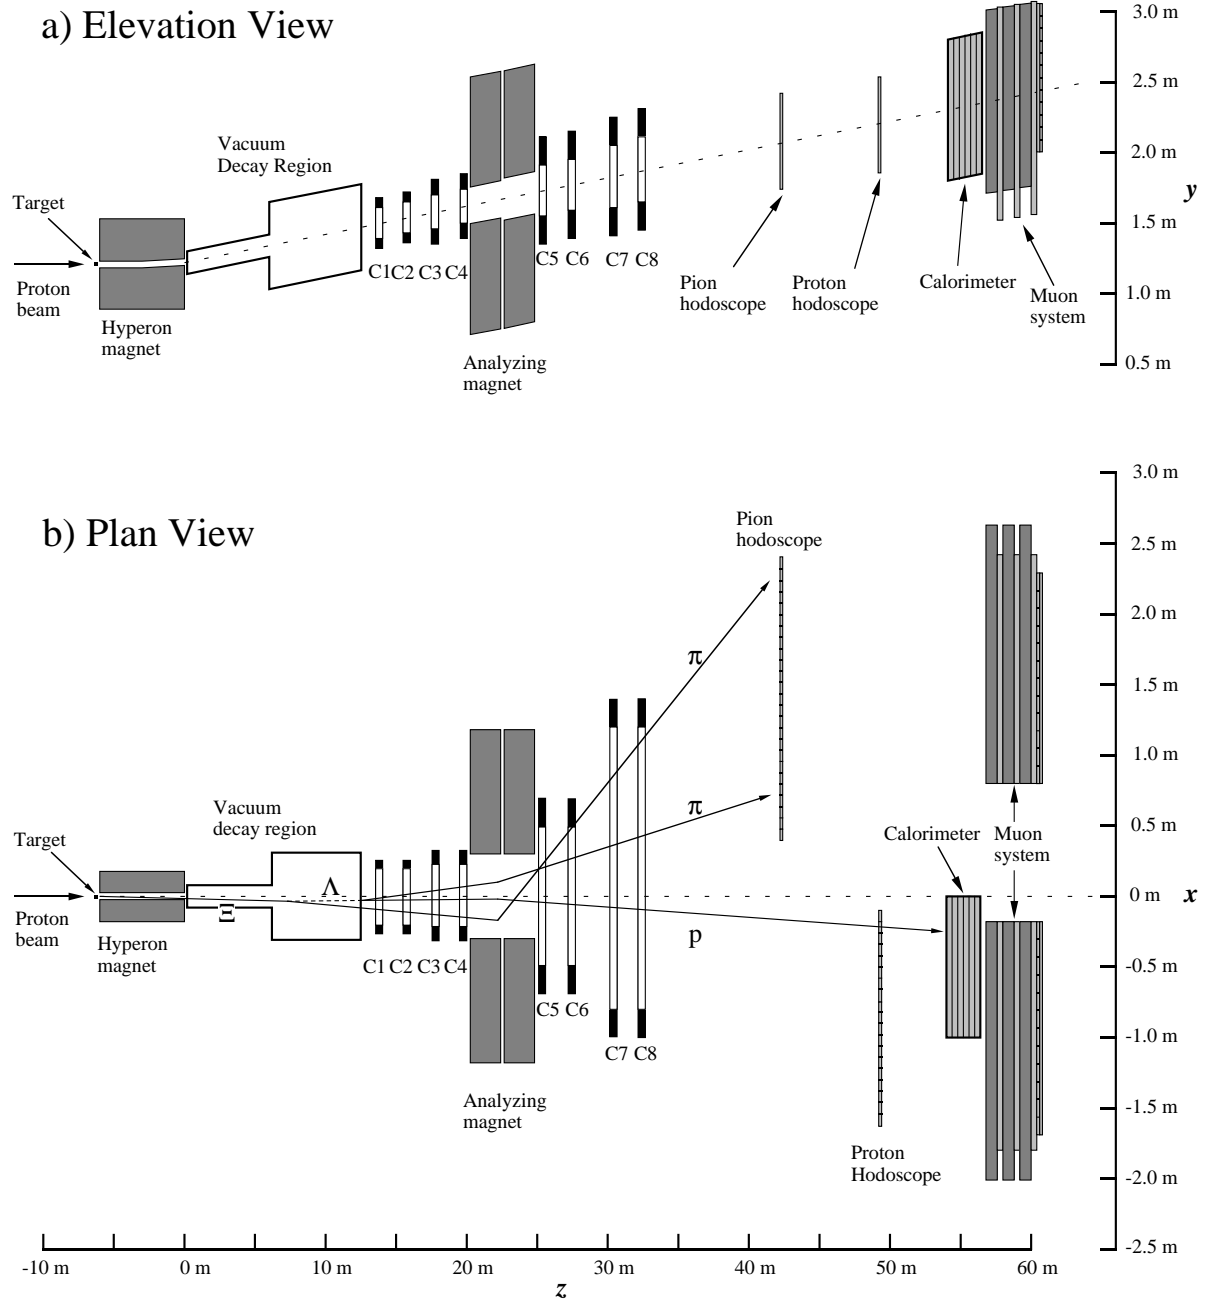 a) Elevation View
3.0 m
2.5 m
Vacuum
Decay Region
2.0 m
y
Target
1.5 m
C1 C2 C3 C4
C5 C6 C7 C8
Pion
hodoscope
Proton
hodoscope
Calorimeter
Muon
system
Proton
beam
1.0 m
Hyperon
magnet
Analyzing
magnet
0.5 m
3.0 m
b) Plan View
Pion
hodoscope
2.5 m
2.0 m
π
1.5 m
1.0 m
Vacuum
decay region
π
Target
Calorimeter
Muon
system
0.5 m
Λ
0 m
x
Proton
beam
Ξ
p
Hyperon
magnet
C1 C2 C3 C4
-0.5 m
C5 C6
-1.0 m
C7 C8
Analyzing
magnet
-1.5 m
Proton
Hodoscope
-2.0 m
-2.5 m
-10 m 0 m 10 m 20 m 30 m 40 m 50 m 60 m
z